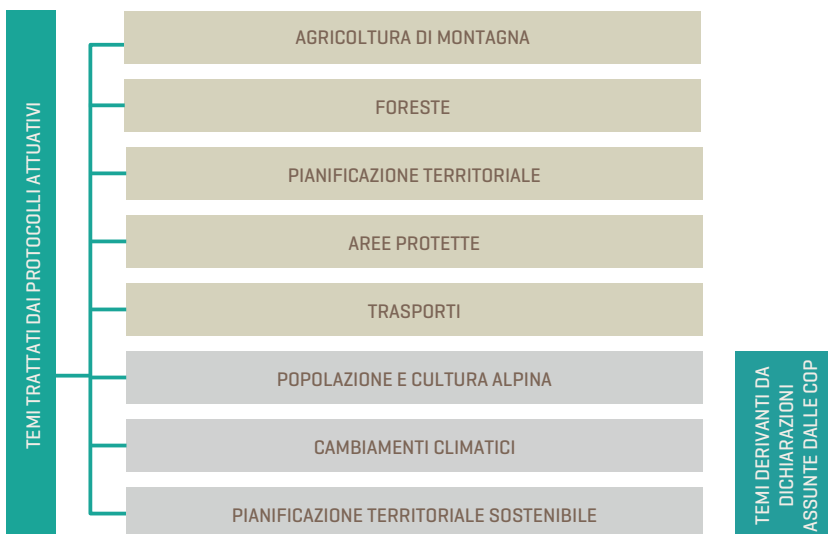 TEMI TRATTATI DAI PROTOCOLLI ATTUATIVI
AGRICOLTURA DI MONTAGNA
FORESTE
PIANIFICAZIONE TERRITORIALE
AREE PROTETTE
TRASPORTI
POPOLAZIONE E CULTURA ALPINA
CAMBIAMENTI CLIMATICI
PIANIFICAZIONE TERRITORIALE SOSTENIBILE
TEMI DERIVANTI DA
DICHIARAZIONI
ASSUNTE DALLE COP